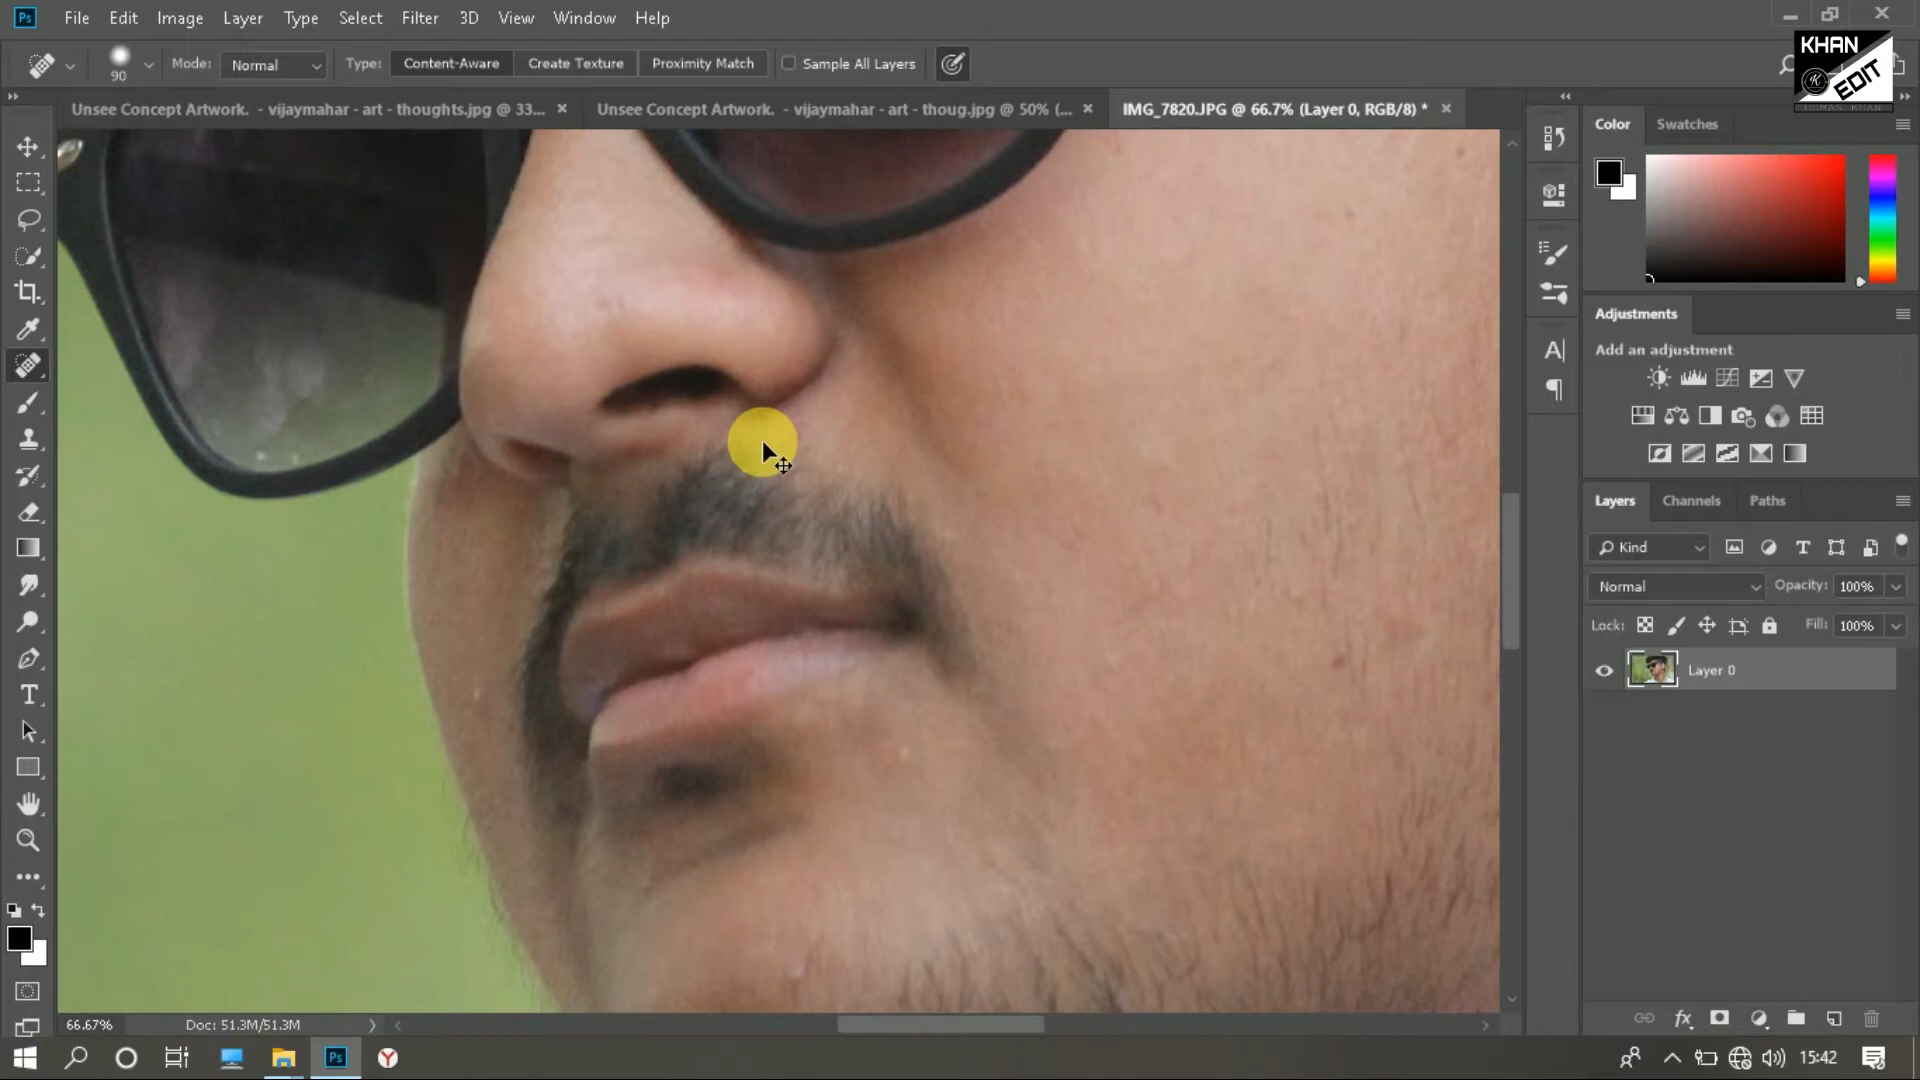 Ps File Edit Image Layer Type Select Filter 3D View Window Help
90 Mode: Normal Type: Content-Aware Create Texture Proximity Match Sample All Layers
KHAN
EDIT
Unsee Concept Artwork. - vijaymahar - art - thoughts.jpg @ 33... Unsee Concept Artwork. - vijaymahar - art - thoug.jpg @ 50% (... IMG_7820.JPG @ 66.7% (Layer 0, RGB/8) *
Color Swatches
Adjustments
Add an adjustment
Layers Channels Paths
Kind
Normal Opacity: 100%
Lock: Fill: 100%
Layer 0
66.67% Doc: 51.3M/51.3M
Ps 15:42